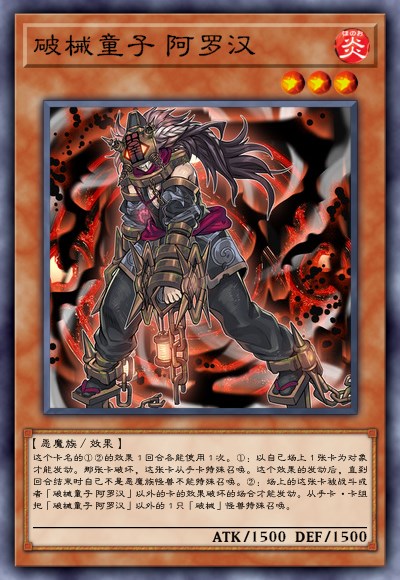 破械童子 阿罗汉
ほのお
炎
【恶魔族/效果】
这个卡名的①②的效果1回合各能使用1次。①:以自己场上1张卡为对象
才能发动。那张卡破坏,这张卡从手卡特殊召唤。这个效果的发动后,直到
回合结束时自己不是恶魔族怪兽不能特殊召唤。②:场上的这张卡被战斗或
者「破械童子 阿罗汉」以外的卡的效果破坏的场合才能发动。从手卡·卡组
把「破械童子 阿罗汉」以外的1只「破械」怪兽特殊召唤。
ATK/1500 DEF/1500